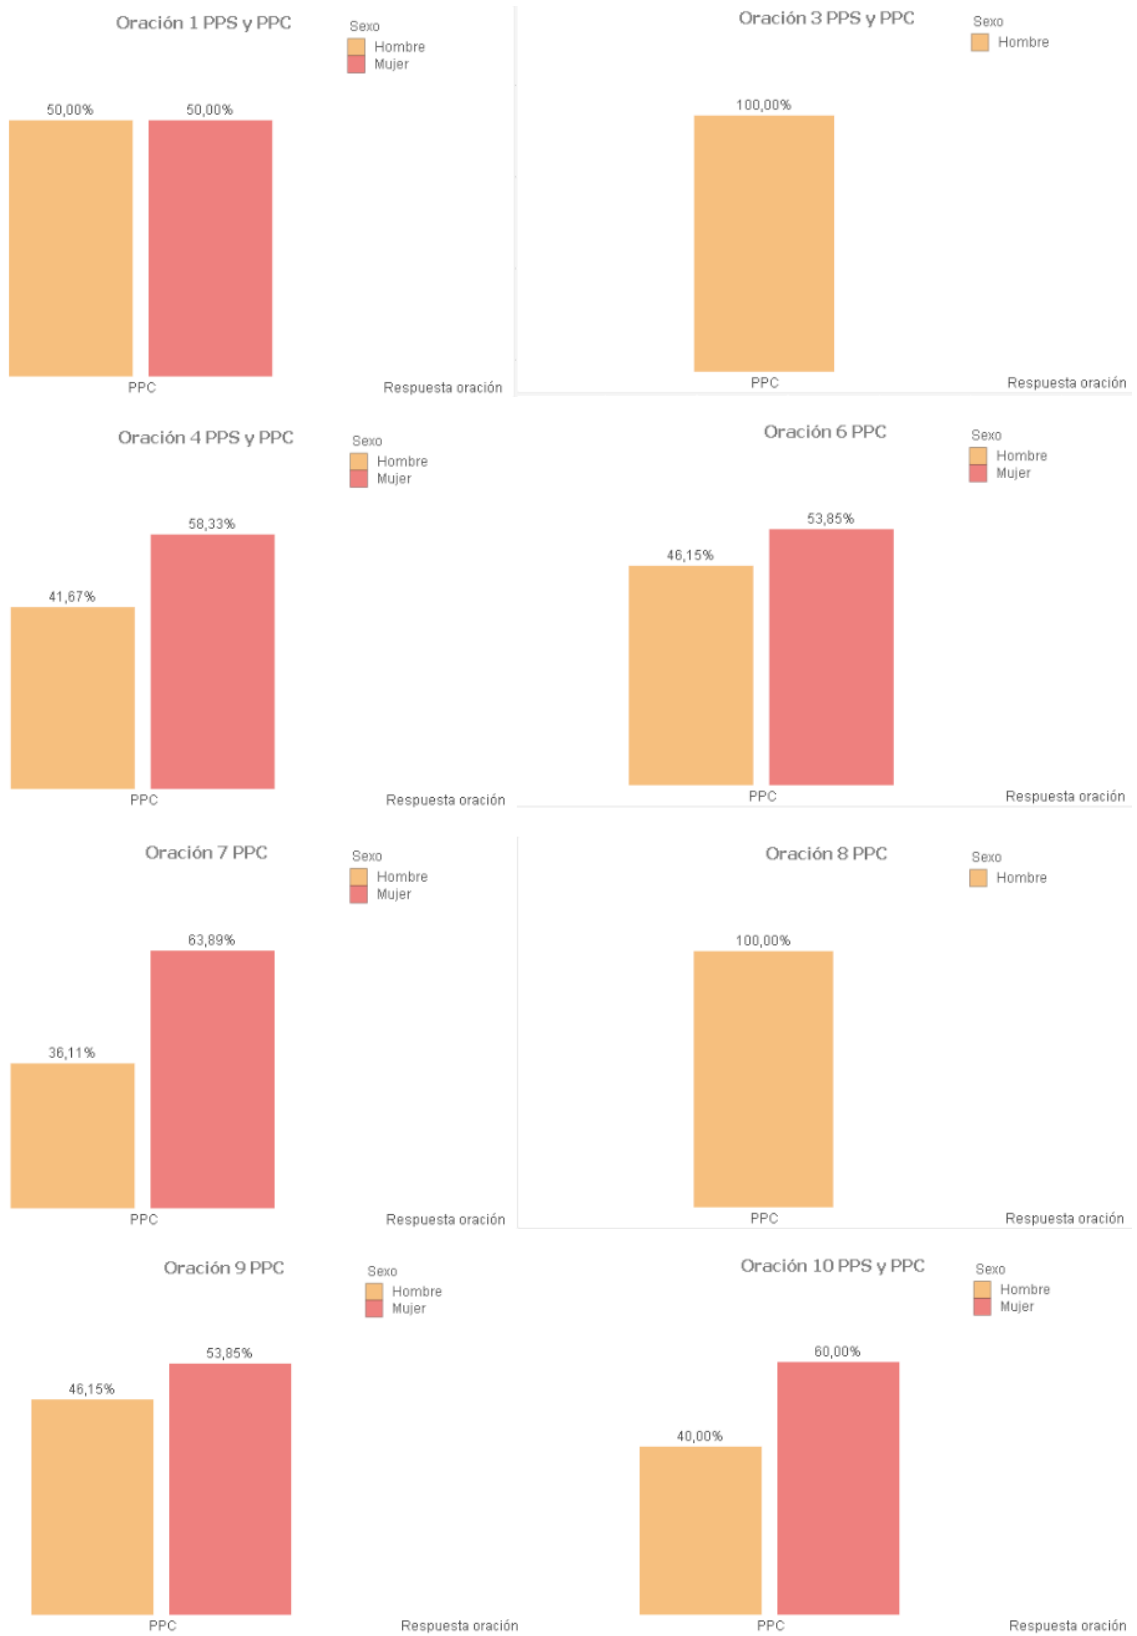 Oración 1 PPS y PPC
Sexo
Hombre
Mujer
50,00%
50,00%
PPC
Respuesta oración
Oración 3 PPS y PPC
Sexo
Hombre
100,00%
PPC
Respuesta oración
Oración 4 PPS y PPC
Sexo
Hombre
Mujer
58,33%
41,67%
PPC
Respuesta oración
Oración 6 PPC
Sexo
Hombre
Mujer
53,85%
46,15%
PPC
Respuesta oración
Oración 7 PPC
Sexo
Hombre
Mujer
63,89%
36,11%
PPC
Respuesta oración
Oración 8 PPC
Sexo
Hombre
100,00%
PPC
Respuesta oración
Oración 9 PPC
Sexo
Hombre
Mujer
53,85%
46,15%
PPC
Respuesta oración
Oración 10 PPS y PPC
Sexo
Hombre
Mujer
60,00%
40,00%
PPC
Respuesta oración